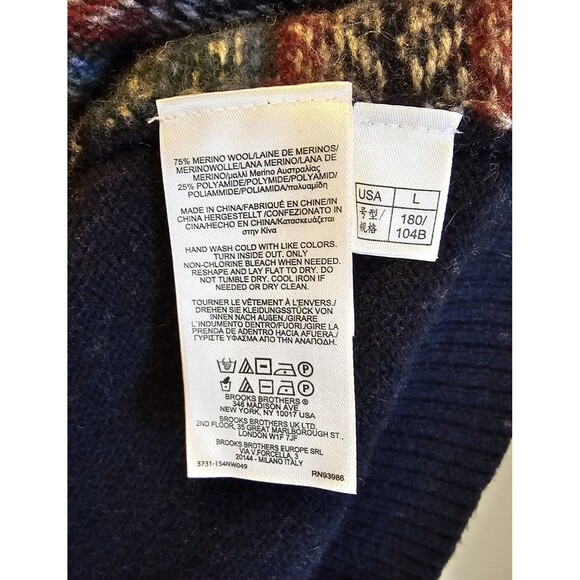 75% MERINO WOOL/LAINE DE MERINOS/
MERINOWOLLE/LANA MERINO/LANA DE
MERINO/μαλλί Merino Αυστραλίας
25% POLYAMIDE/POLYMIDE/POLYAMID/
POLIAMMIDE/POLIAMIDA/πολυαμίδη
MADE IN CHINA/FABRIQUÉ EN CHINE/IN
CHINA HERGESTELLT /CONFEZIONATO IN
CINA/HECHO EN CHINA/Κατασκευάζεται
στην Κίνα
HAND WASH COLD WITH LIKE COLORS.
TURN INSIDE OUT. ONLY
NON-CHLORINE BLEACH WHEN NEEDED.
RESHAPE AND LAY FLAT TO DRY. DO
NOT TUMBLE DRY. COOL IRON IF
NEEDED OR DRY CLEAN.
TOURNER LE VÊTEMENT À L'ENVERS./
DREHEN SIE KLEIDUNGSSTÜCK VON
INNEN NACH AUßEN./GIRARE
L'INDUMENTO DENTRO/FUORI./GIRE LA
PRENDA DE ADENTRO HACIA AFUERA./
ΓΥΡΙΣΤΕ ΥΦΑΣΜΑ ΑΠΟ ΤΗΝ ΑΝΑΠΟΔΗ.
P
P
BROOKS BROTHERS ®
346 MADISON AVE
NEW YORK, NY 10017 USA
BROOKS BROTHERS UK LTD.
2ND FLOOR, 35 GREAT MARLBOROUGH ST.,
LONDON W1F 7JF
BROOKS BROTHERS EUROPE SRL
VIA V.FORCELLA, 3
20144 - MILANO ITALY
3731-154NW049 RN93986
USA L
号型/规格 180/104B